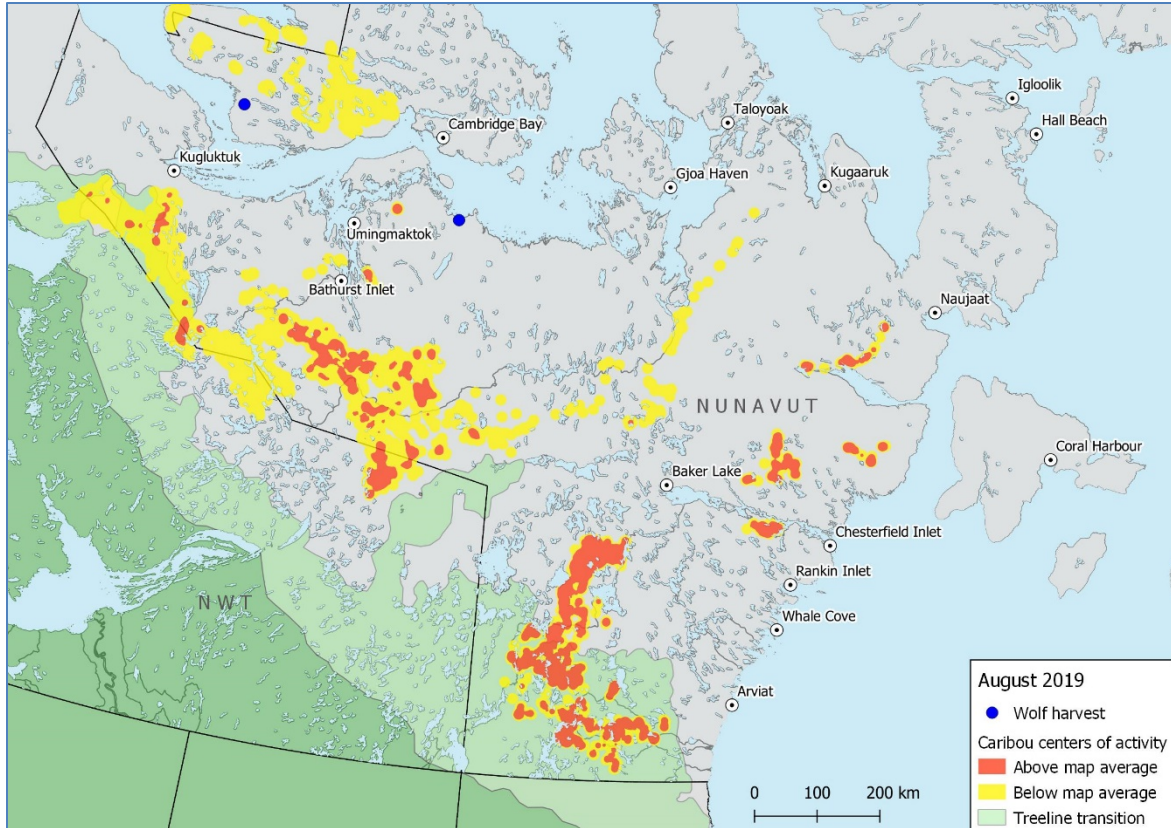 Igloolik
Taloyoak
Hall Beach
Cambridge Bay
Kugluktuk
Gjoa Haven
Kugaaruk
Umingmaktok
Bathurst Inlet
Naujaat
NUNAVUT
Coral Harbour
Baker Lake
Chesterfield Inlet
Rankin Inlet
NWT
Whale Cove
Arviat
August 2019
Wolf harvest
Caribou centers of activity
Above map average
Below map average
Treeline transition
0 100 200 km